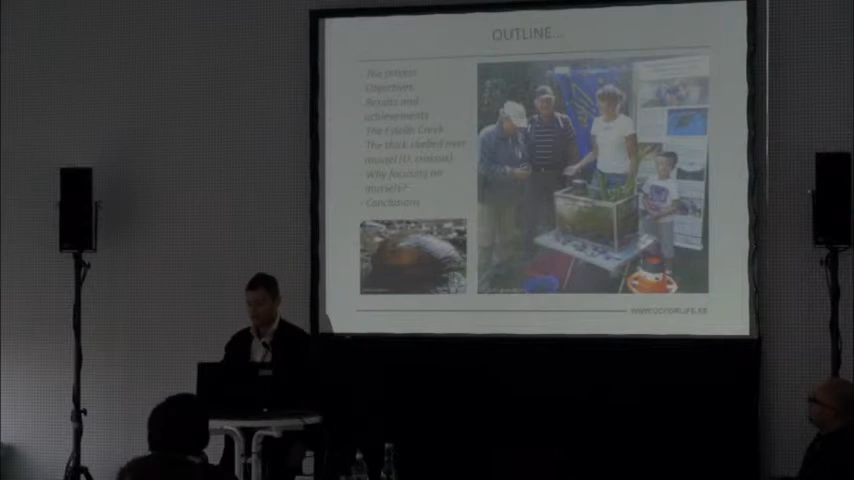 OUTLINE...
The project
Objectives
Results and
achievements
The Eskilb Creek
The thick shelled river
mussel (U. crassus)
Why focusing on
mussels?
Conclusions